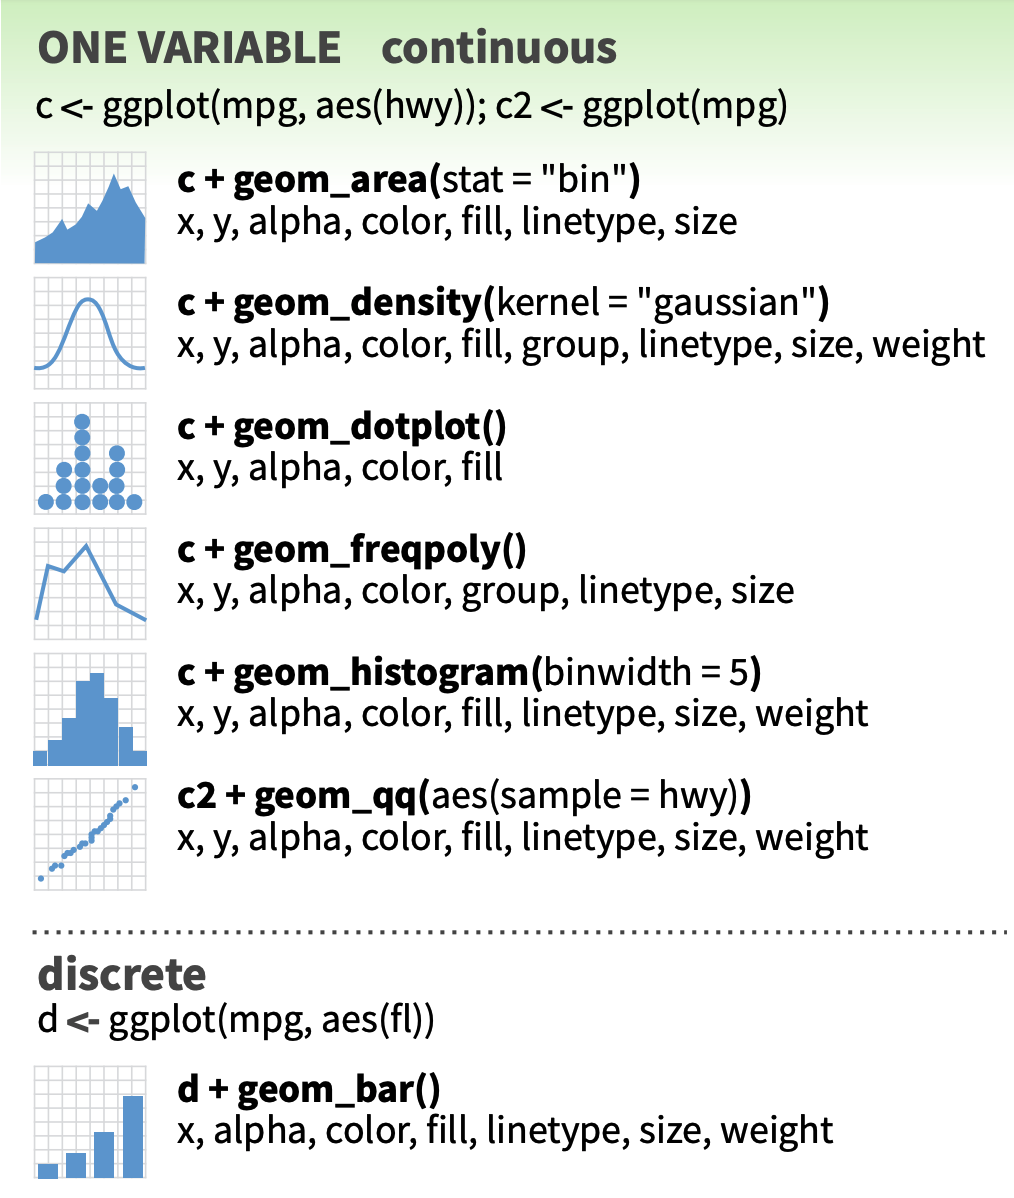 ONE VARIABLE continuous
c <- ggplot(mpg, aes(hwy)); c2 <- ggplot(mpg)
c + geom_area(stat = "bin")
x, y, alpha, color, fill, linetype, size
c + geom_density(kernel = "gaussian")
x, y, alpha, color, fill, group, linetype, size, weight
c + geom_dotplot()
x, y, alpha, color, fill
c + geom_freqpoly()
x, y, alpha, color, group, linetype, size
c + geom_histogram(binwidth = 5)
x, y, alpha, color, fill, linetype, size, weight
c2 + geom_qq(aes(sample = hwy))
x, y, alpha, color, fill, linetype, size, weight
discrete
d <- ggplot(mpg, aes(fl))
d + geom_bar()
x, alpha, color, fill, linetype, size, weight